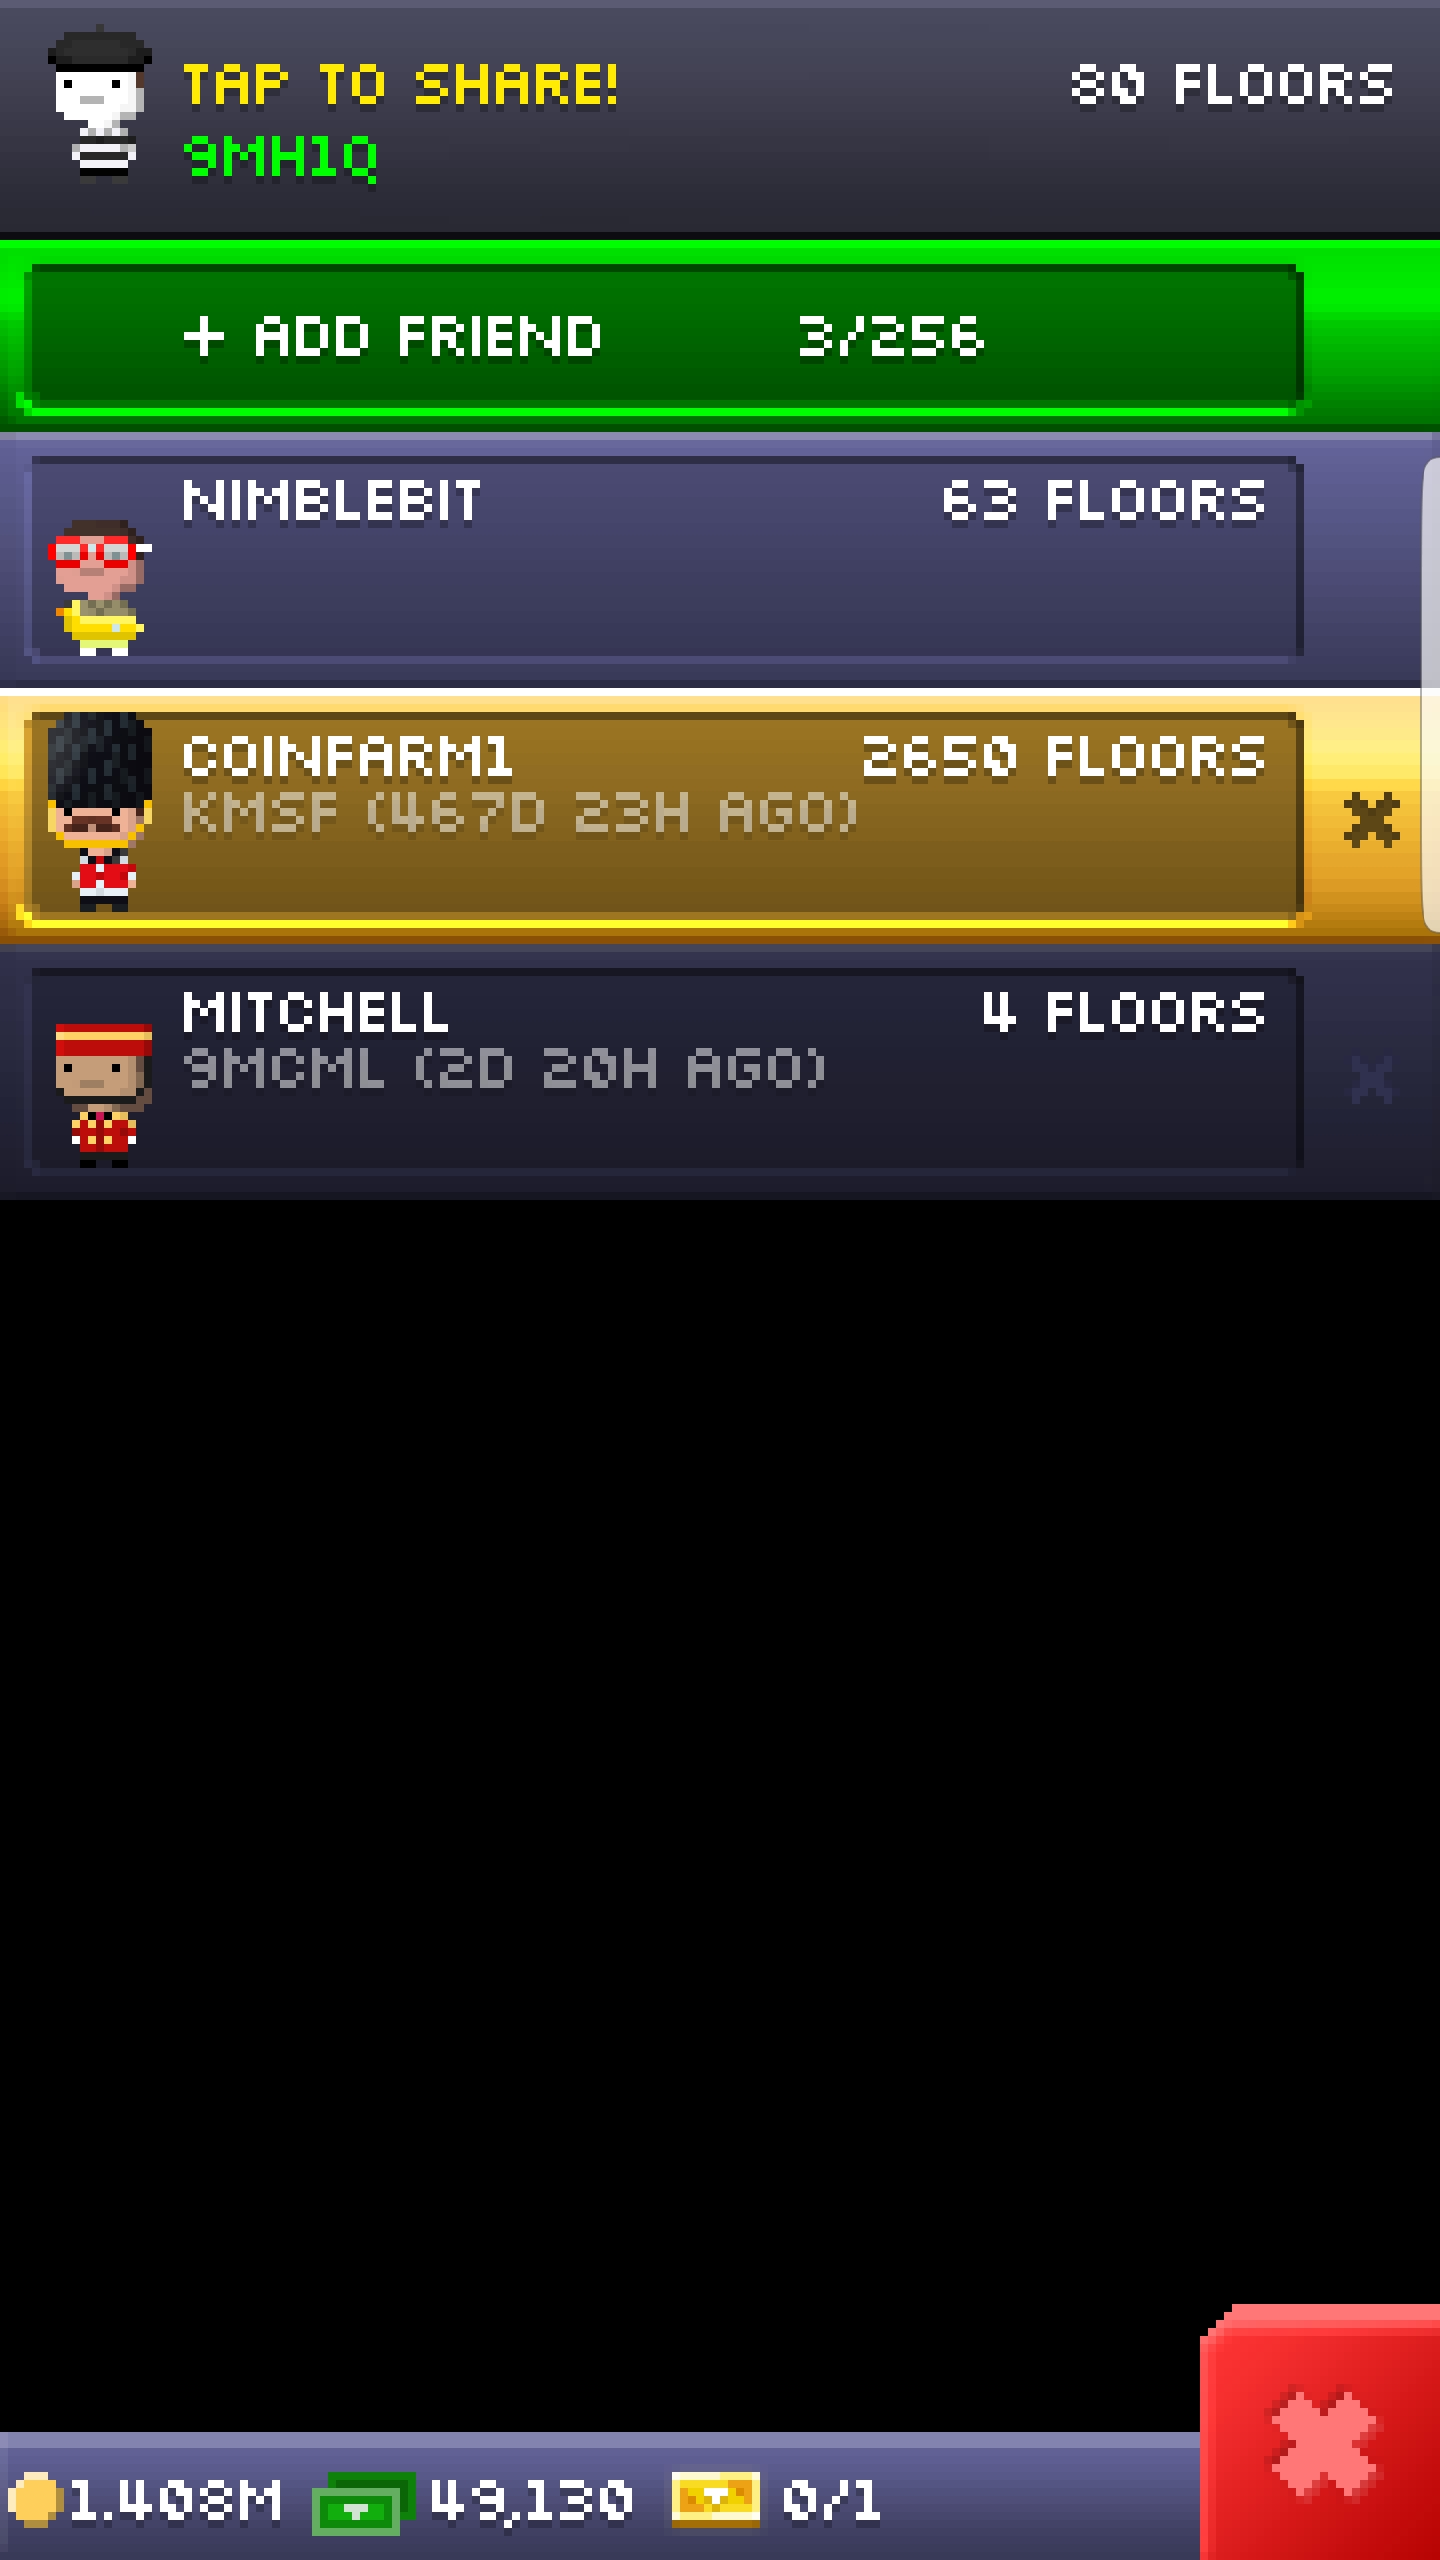 TAP TO SHARE! 80 FLOORS
9MH1Q
+ ADD FRIEND 3/256
NIMBLEBIT 63 FLOORS
COINFARM1 2650 FLOORS
KMSF (467D 23H AGO)
MITCHELL 4 FLOORS
9MCML (2D 20H AGO)
1.408M 49,130 0/1